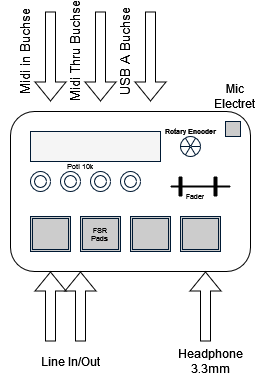 Midi in Buchse
Midi Thru Buchse
USB A Buchse
Mic
Electret
Rotary Encoder
Poti 10k
Fader
FSR
Pads
Line In/Out
Headphone
3.3mm